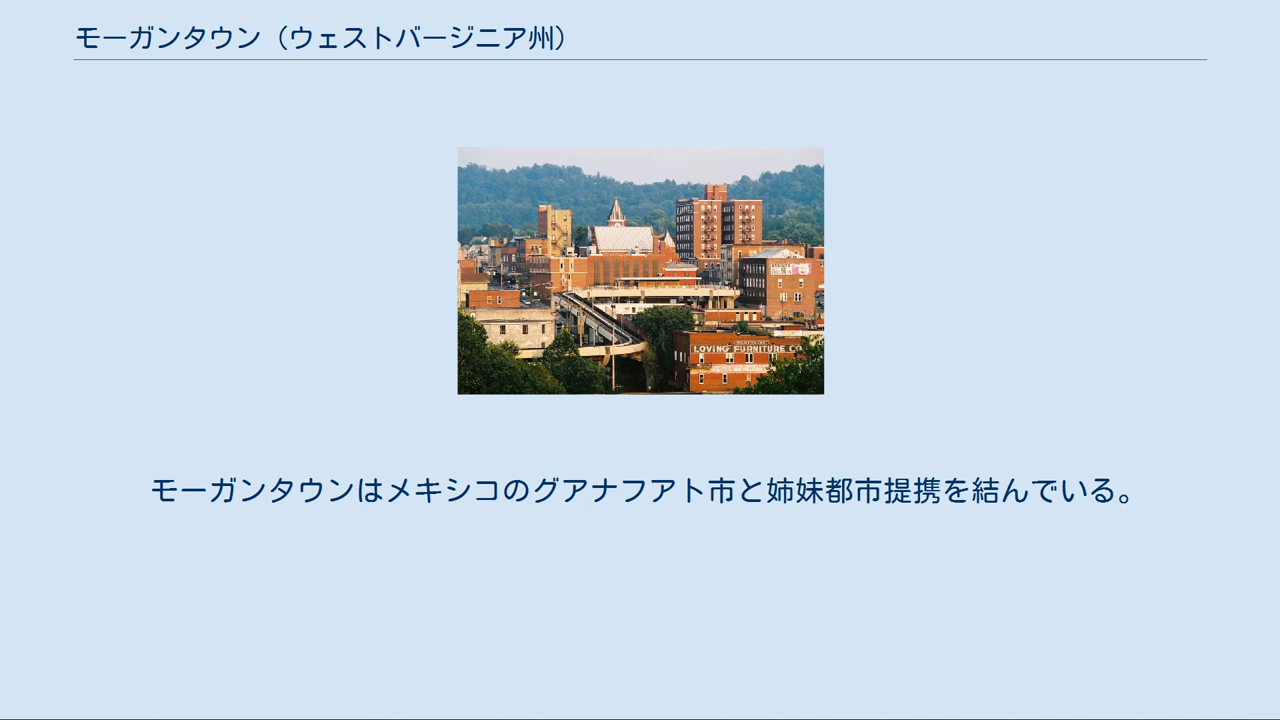 モーガンタウン（ウェストバージニア州）
LOVING FURNITURE CO
モーガンタウンはメキシコのグアナフアト市と姉妹都市提携を結んでいる。